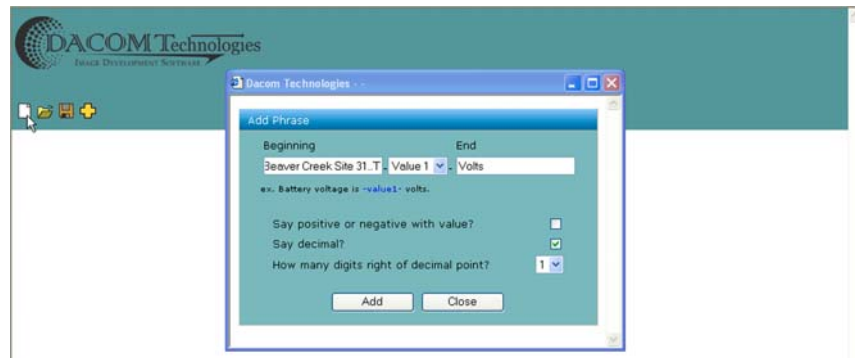 DACOM Technologies
IMAGE DEVELOPMENT SOFTWARE
Dacom Technologies - -
Add Phrase
Beginning End
Beaver Creek Site 31..T - Value 1 - Volts
ex. Battery voltage is -value1- volts.
Say positive or negative with value?
Say decimal?
How many digits right of decimal point? 1
Add Close